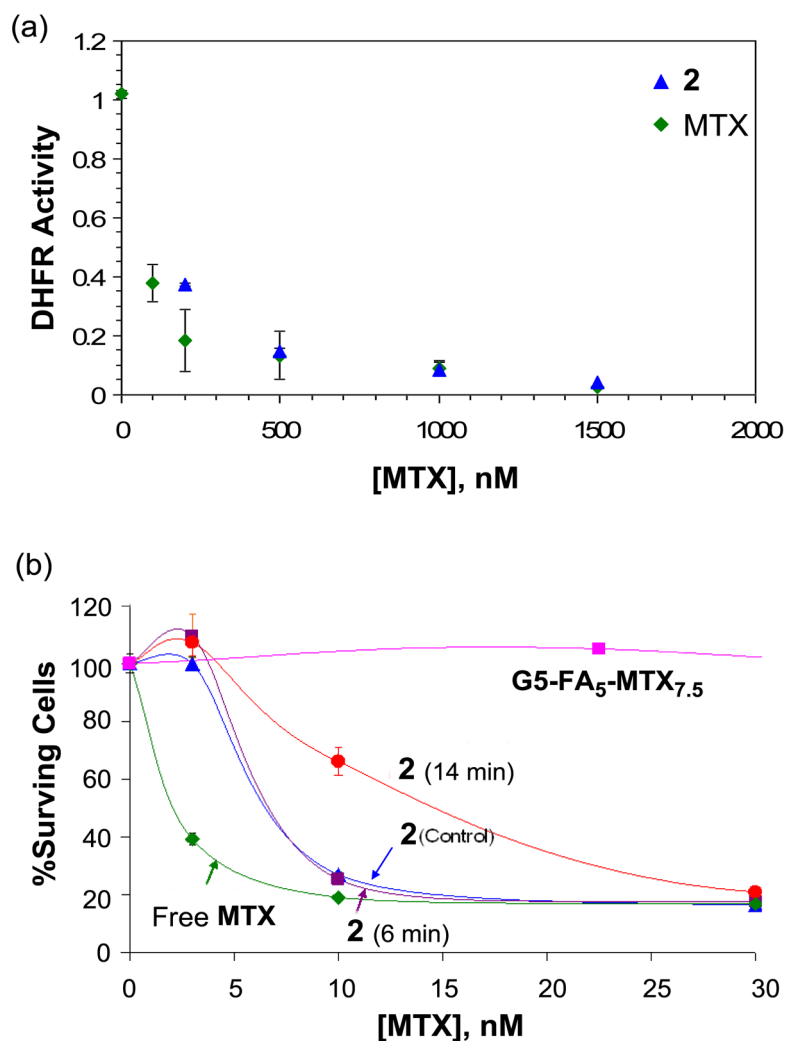 (a)
1.2
1
0.8
0.6
0.4
0.2
0
DHFR Activity
2
MTX
0 500 1000 1500 2000
[MTX], nM
(b)
120
100
80
60
40
20
0
%Surving Cells
G5-FA5-MTX7.5
2 (14 min)
2 (Control)
Free MTX
2 (6 min)
0 5 10 15 20 25 30
[MTX], nM